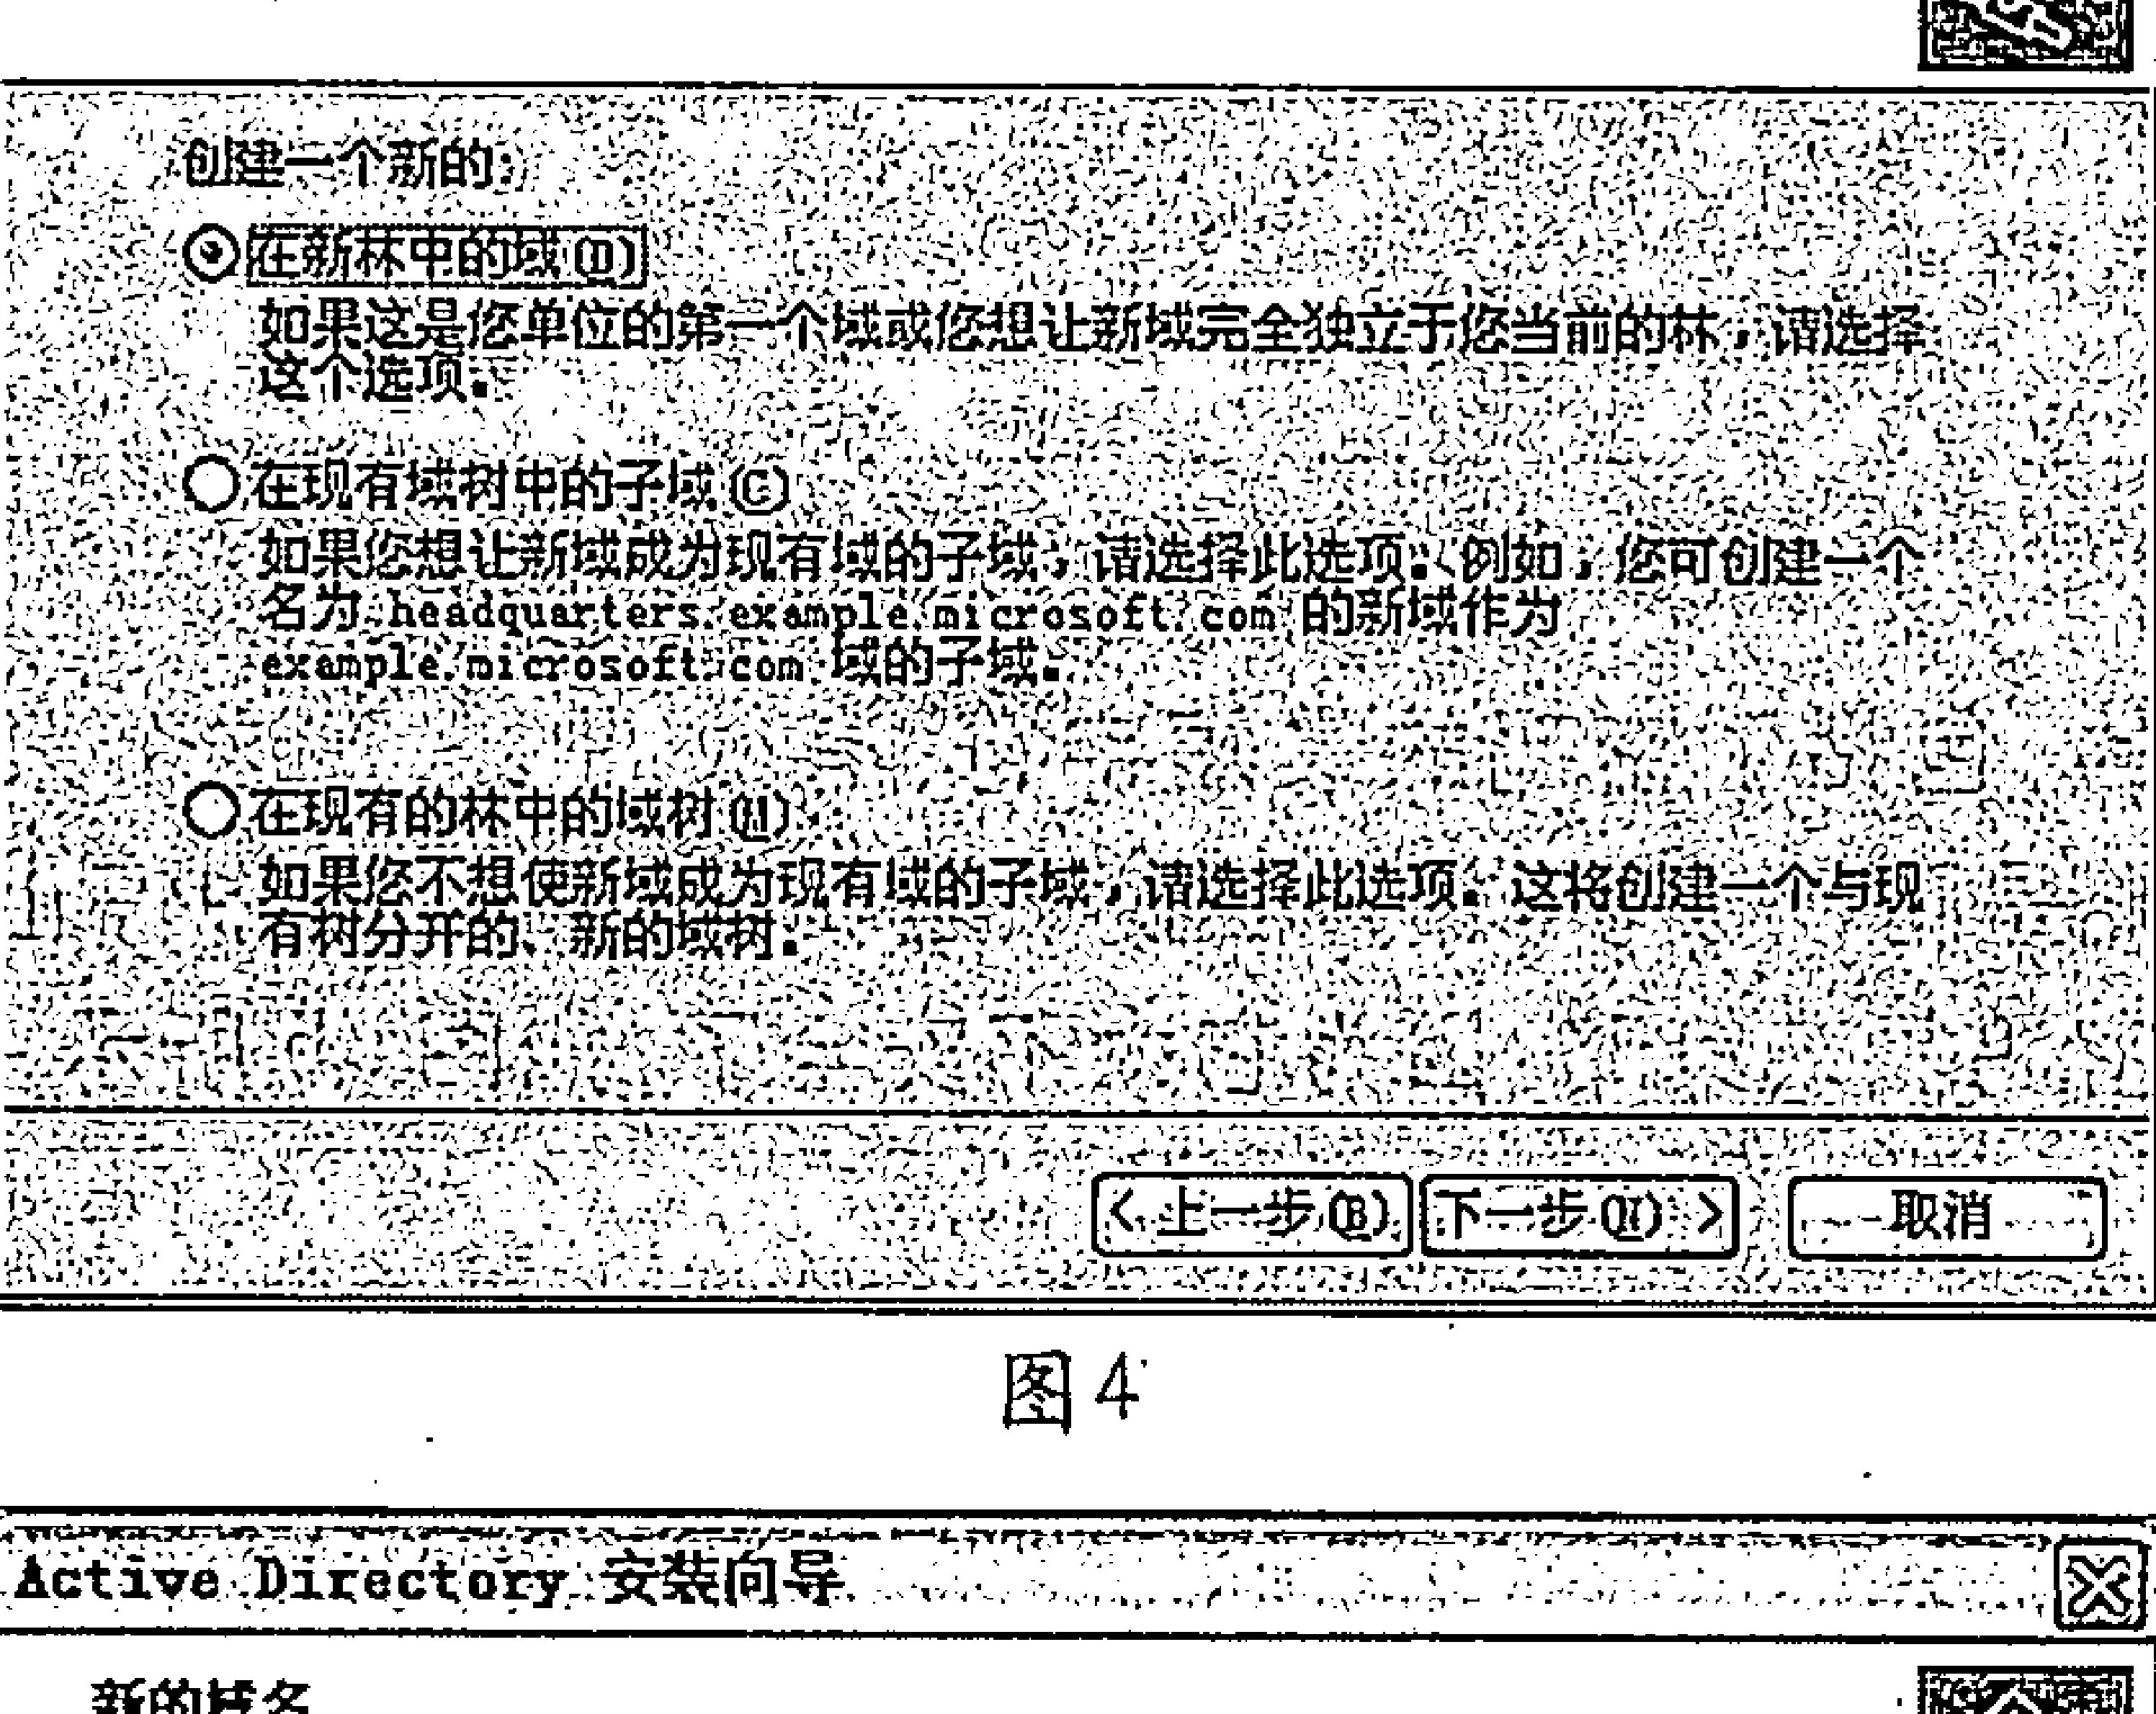 创建一个新的:
在新林中的域(D)
如果这是您单位的第一个域或您想让新域完全独立于您当前的林，请选择
这个选项。
在现有域树中的子域(C)
如果您想让新域成为现有域的子域，请选择此选项。例如，您可创建一个
名为 headquarters.example.microsoft.com 的新域作为
example.microsoft.com 域的子域。
在现有的林中的域树(W)
如果您不想使新域成为现有域的子域，请选择此选项。这将创建一个与现
有树分开的、新的域树。
< 上一步(B) 下一步(N) > 取消
图4
Active Directory 安装向导
新的域名